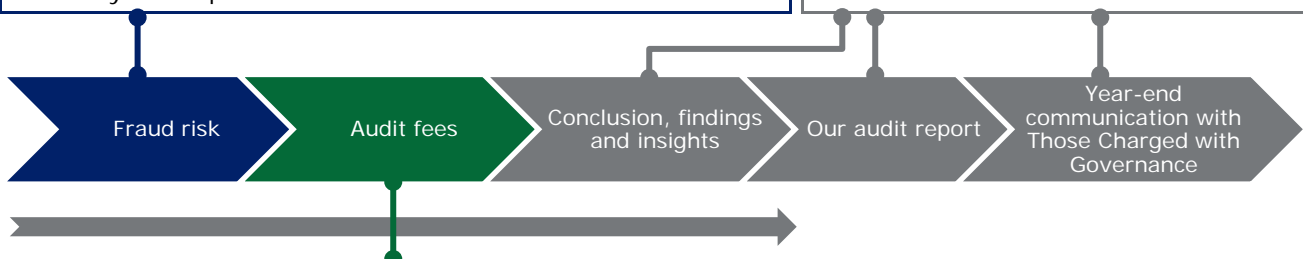 Fraud risk
Audit fees
Conclusion, findings
and insights
Our audit report
Year-end
communication with
Those Charged with
Governance